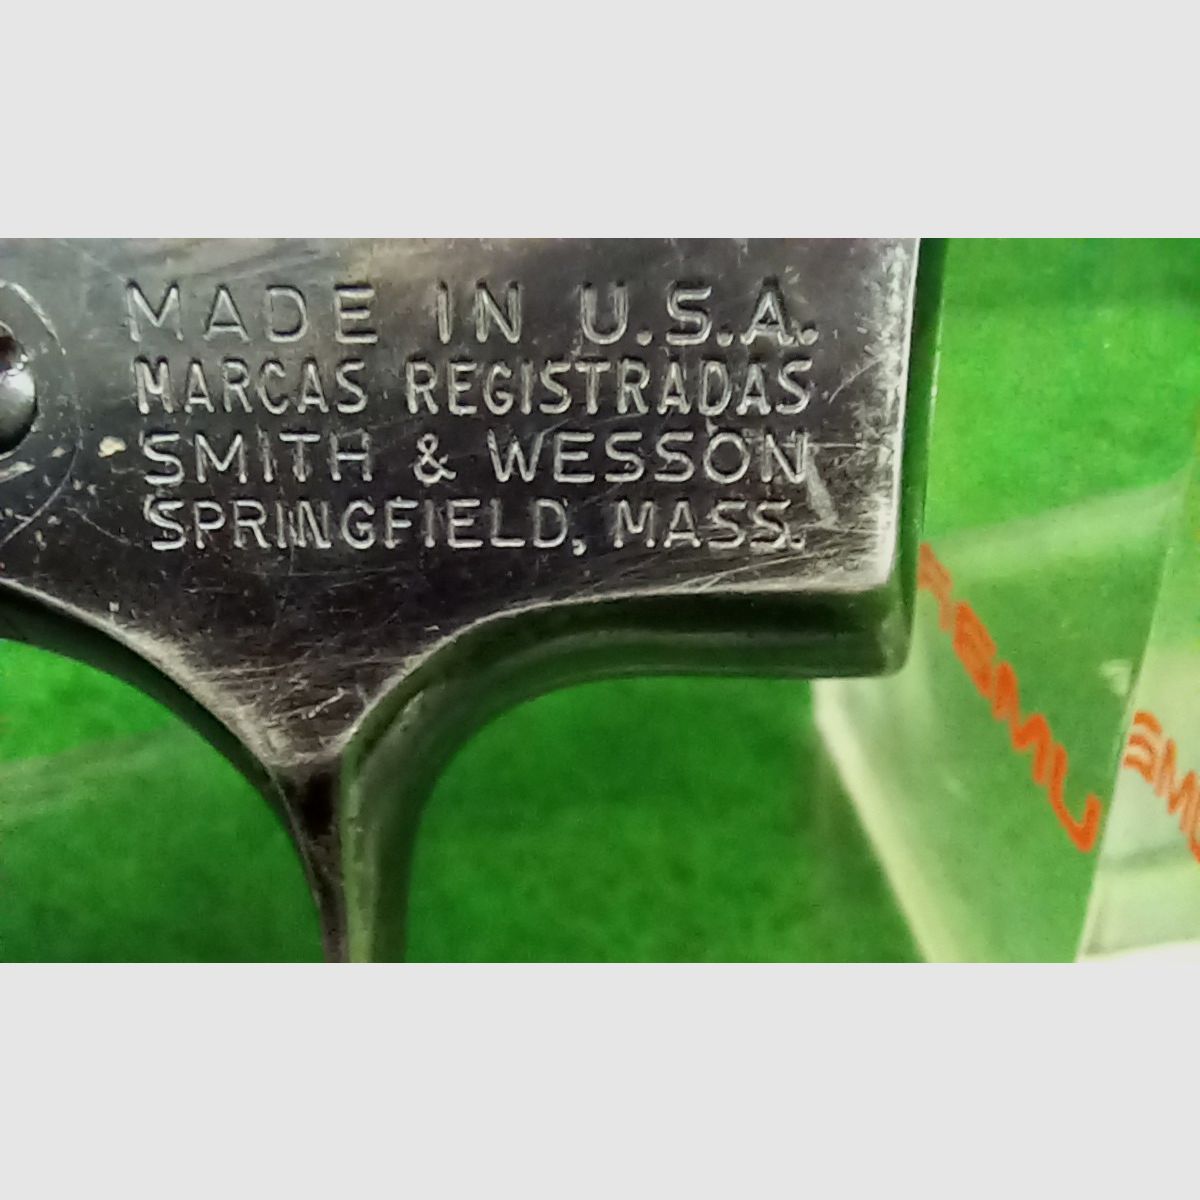 MADE IN U.S.A.
MARCAS REGISTRADAS
SMITH & WESSON
SPRINGFIELD, MASS.